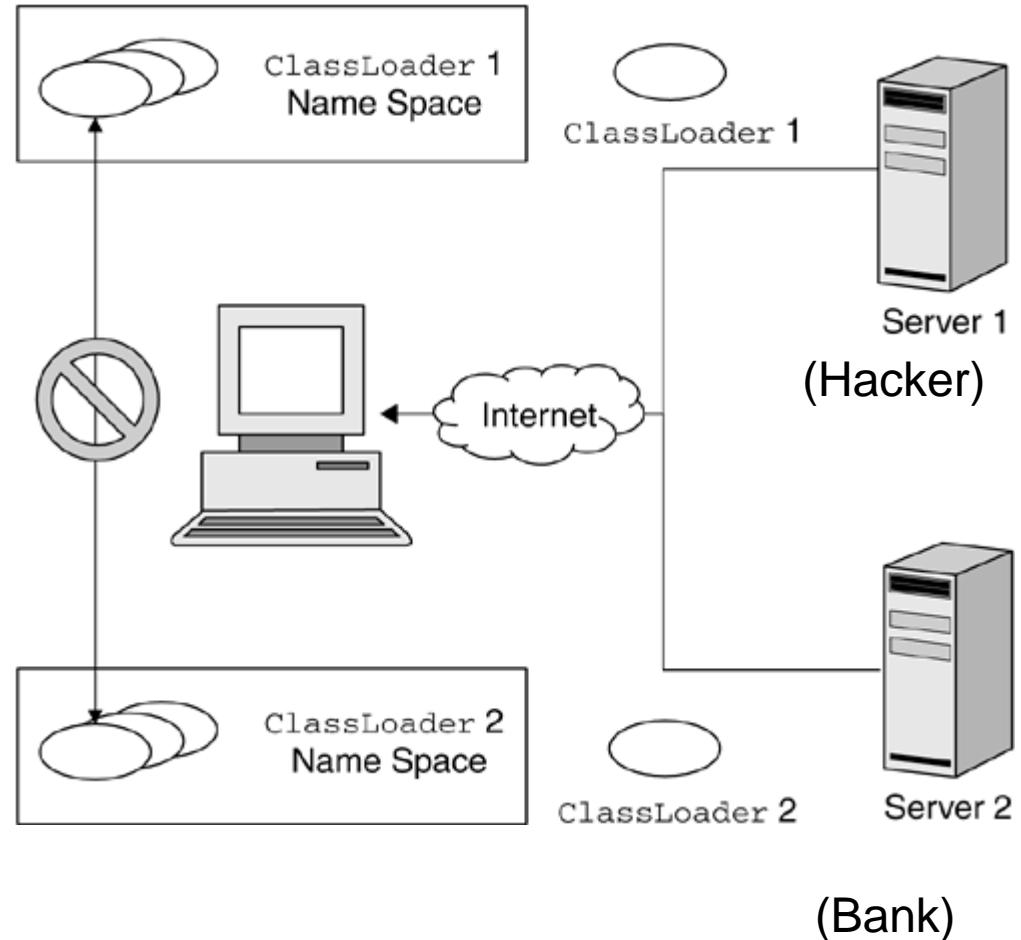 ClassLoader 1
Name Space
ClassLoader 1
Server 1
(Hacker)
Internet
ClassLoader 2
Name Space
ClassLoader 2
Server 2
(Bank)